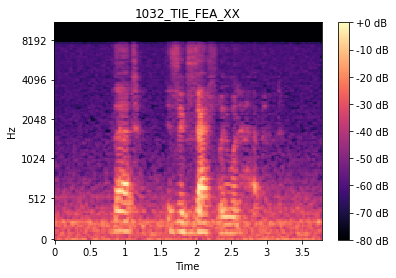 1032_TIE_FEA_XX
+0 dB
8192
-10 dB
4096
-20 dB
-30 dB
Hz
2048
-40 dB
1024
-50 dB
512
-60 dB
-70 dB
0
-80 dB
0 0.5 1 1.5 2 2.5 3 3.5
Time